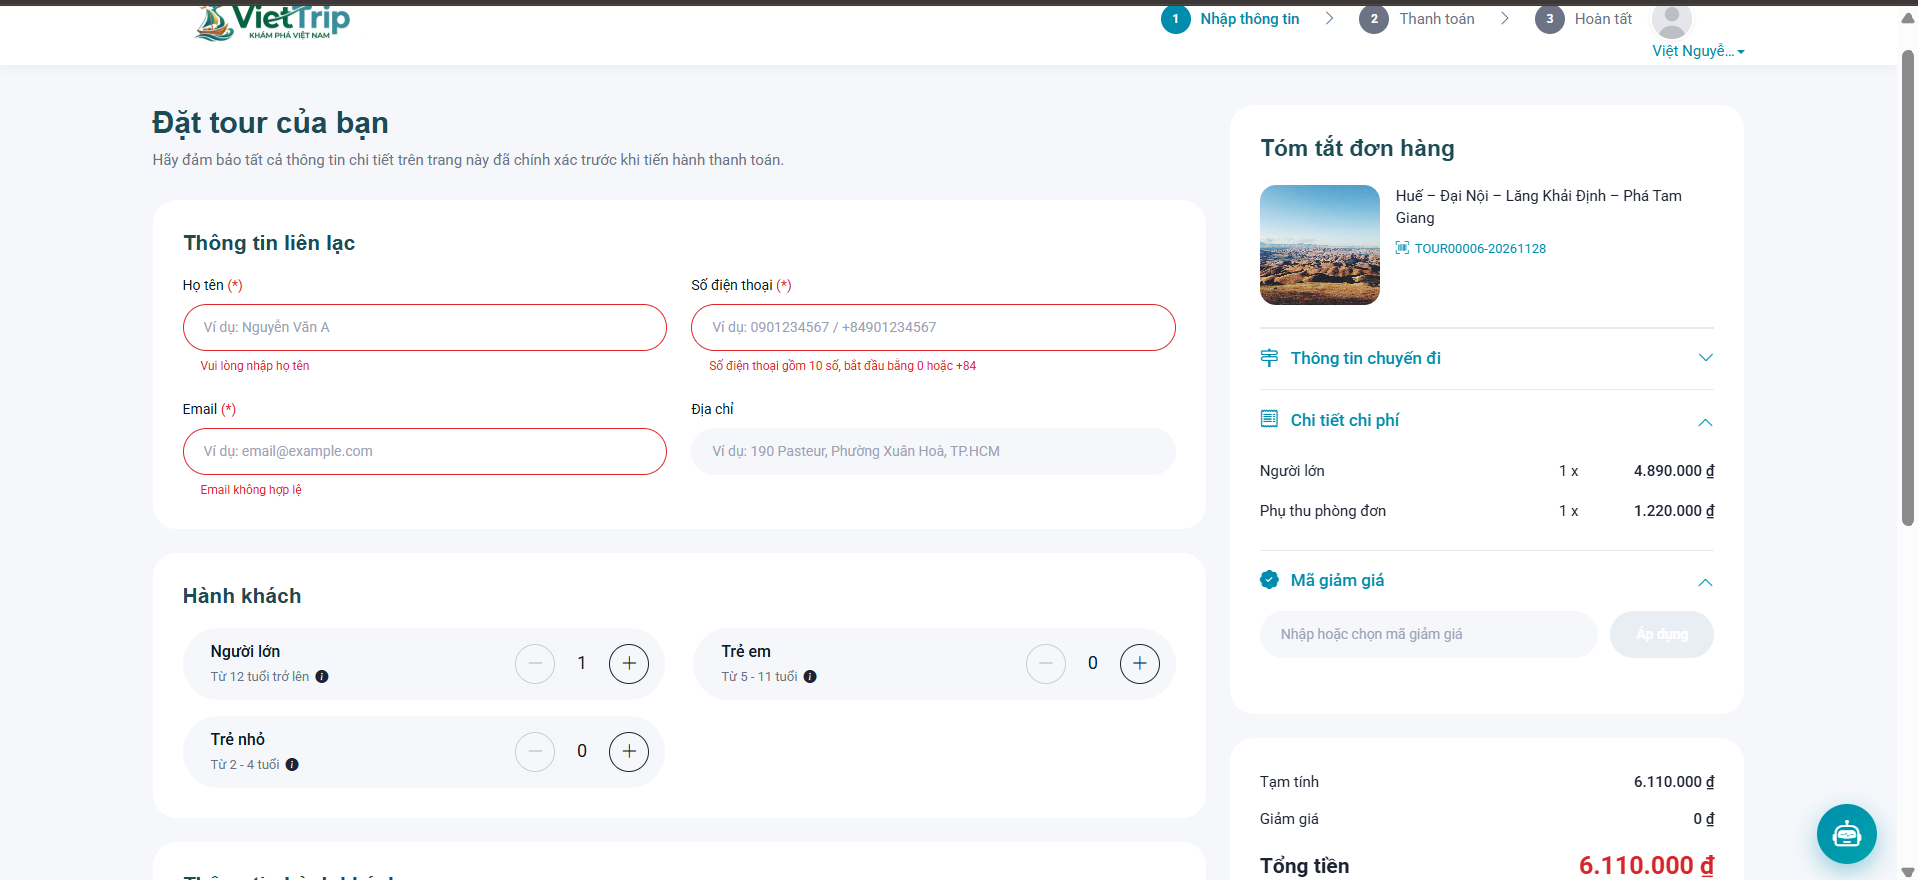 VietTrip
KHÁM PHÁ VIỆT NAM
1 Nhập thông tin
2 Thanh toán
3 Hoàn tất
Việt Nguyễ...
Đặt tour của bạn
Hãy đảm bảo tất cả thông tin chi tiết trên trang này đã chính xác trước khi tiến hành thanh toán.
Thông tin liên lạc
Họ tên (*)
Số điện thoại (*)
Ví dụ: Nguyễn Văn A
Ví dụ: 0901234567 / +84901234567
Vui lòng nhập họ tên
Số điện thoại gồm 10 số, bắt đầu bằng 0 hoặc +84
Email (*)
Địa chỉ
Ví dụ: email@example.com
Ví dụ: 190 Pasteur, Phường Xuân Hoà, TP.HCM
Email không hợp lệ
Hành khách
Người lớn
Từ 12 tuổi trở lên
1
Trẻ em
Từ 5 - 11 tuổi
0
Trẻ nhỏ
Từ 2 - 4 tuổi
0
Tóm tắt đơn hàng
Huế – Đại Nội – Lăng Khải Định – Phá Tam
Giang
TOUR00006-20261128
Thông tin chuyến đi
Chi tiết chi phí
Người lớn 1 x 4.890.000 ₫
Phụ thu phòng đơn 1 x 1.220.000 ₫
Mã giảm giá
Nhập hoặc chọn mã giảm giá
Áp dụng
Tạm tính 6.110.000 ₫
Giảm giá 0 ₫
Tổng tiền 6.110.000 ₫